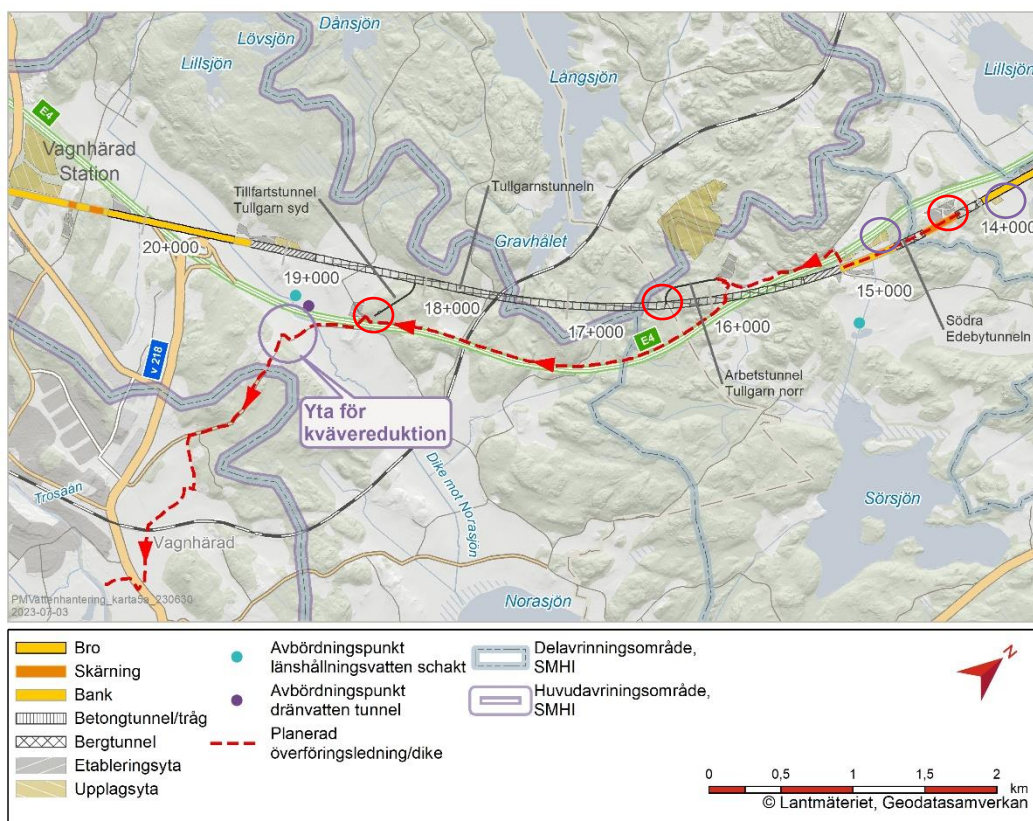 Dånsjön
Lövsjön
Lillsjön
Långsjön
Lillsjön
E4
Vagnhärad
Station
Tillfartstunnel
Tullgarn syd
Tullgarnstunneln
Gravhålet
14+000
20+000
19+000
18+000
17+000
16+000
15+000
E4
Södra
Edebytunneln
v 218
Arbetstunnel
Tullgarn norr
Yta för
kvävereduktion
Dike mot Norasjön
Sörsjön
Trosaån
Vagnhärad
Norasjön
PMVattenhantering_karta5a_230630
2023-07-03
Bro
Skärning
Bank
Betongtunnel/tråg
Bergtunnel
Etableringsyta
Upplagsyta
Avbördningspunkt
länshållningsvatten schakt
Avbördningspunkt
dränvatten tunnel
Planerad
överföringsledning/dike
Delavrinningsområde,
SMHI
Huvudavriningsområde,
SMHI
N
0 0,5 1 1,5 2
km
© Lantmäteriet, Geodatasamverkan